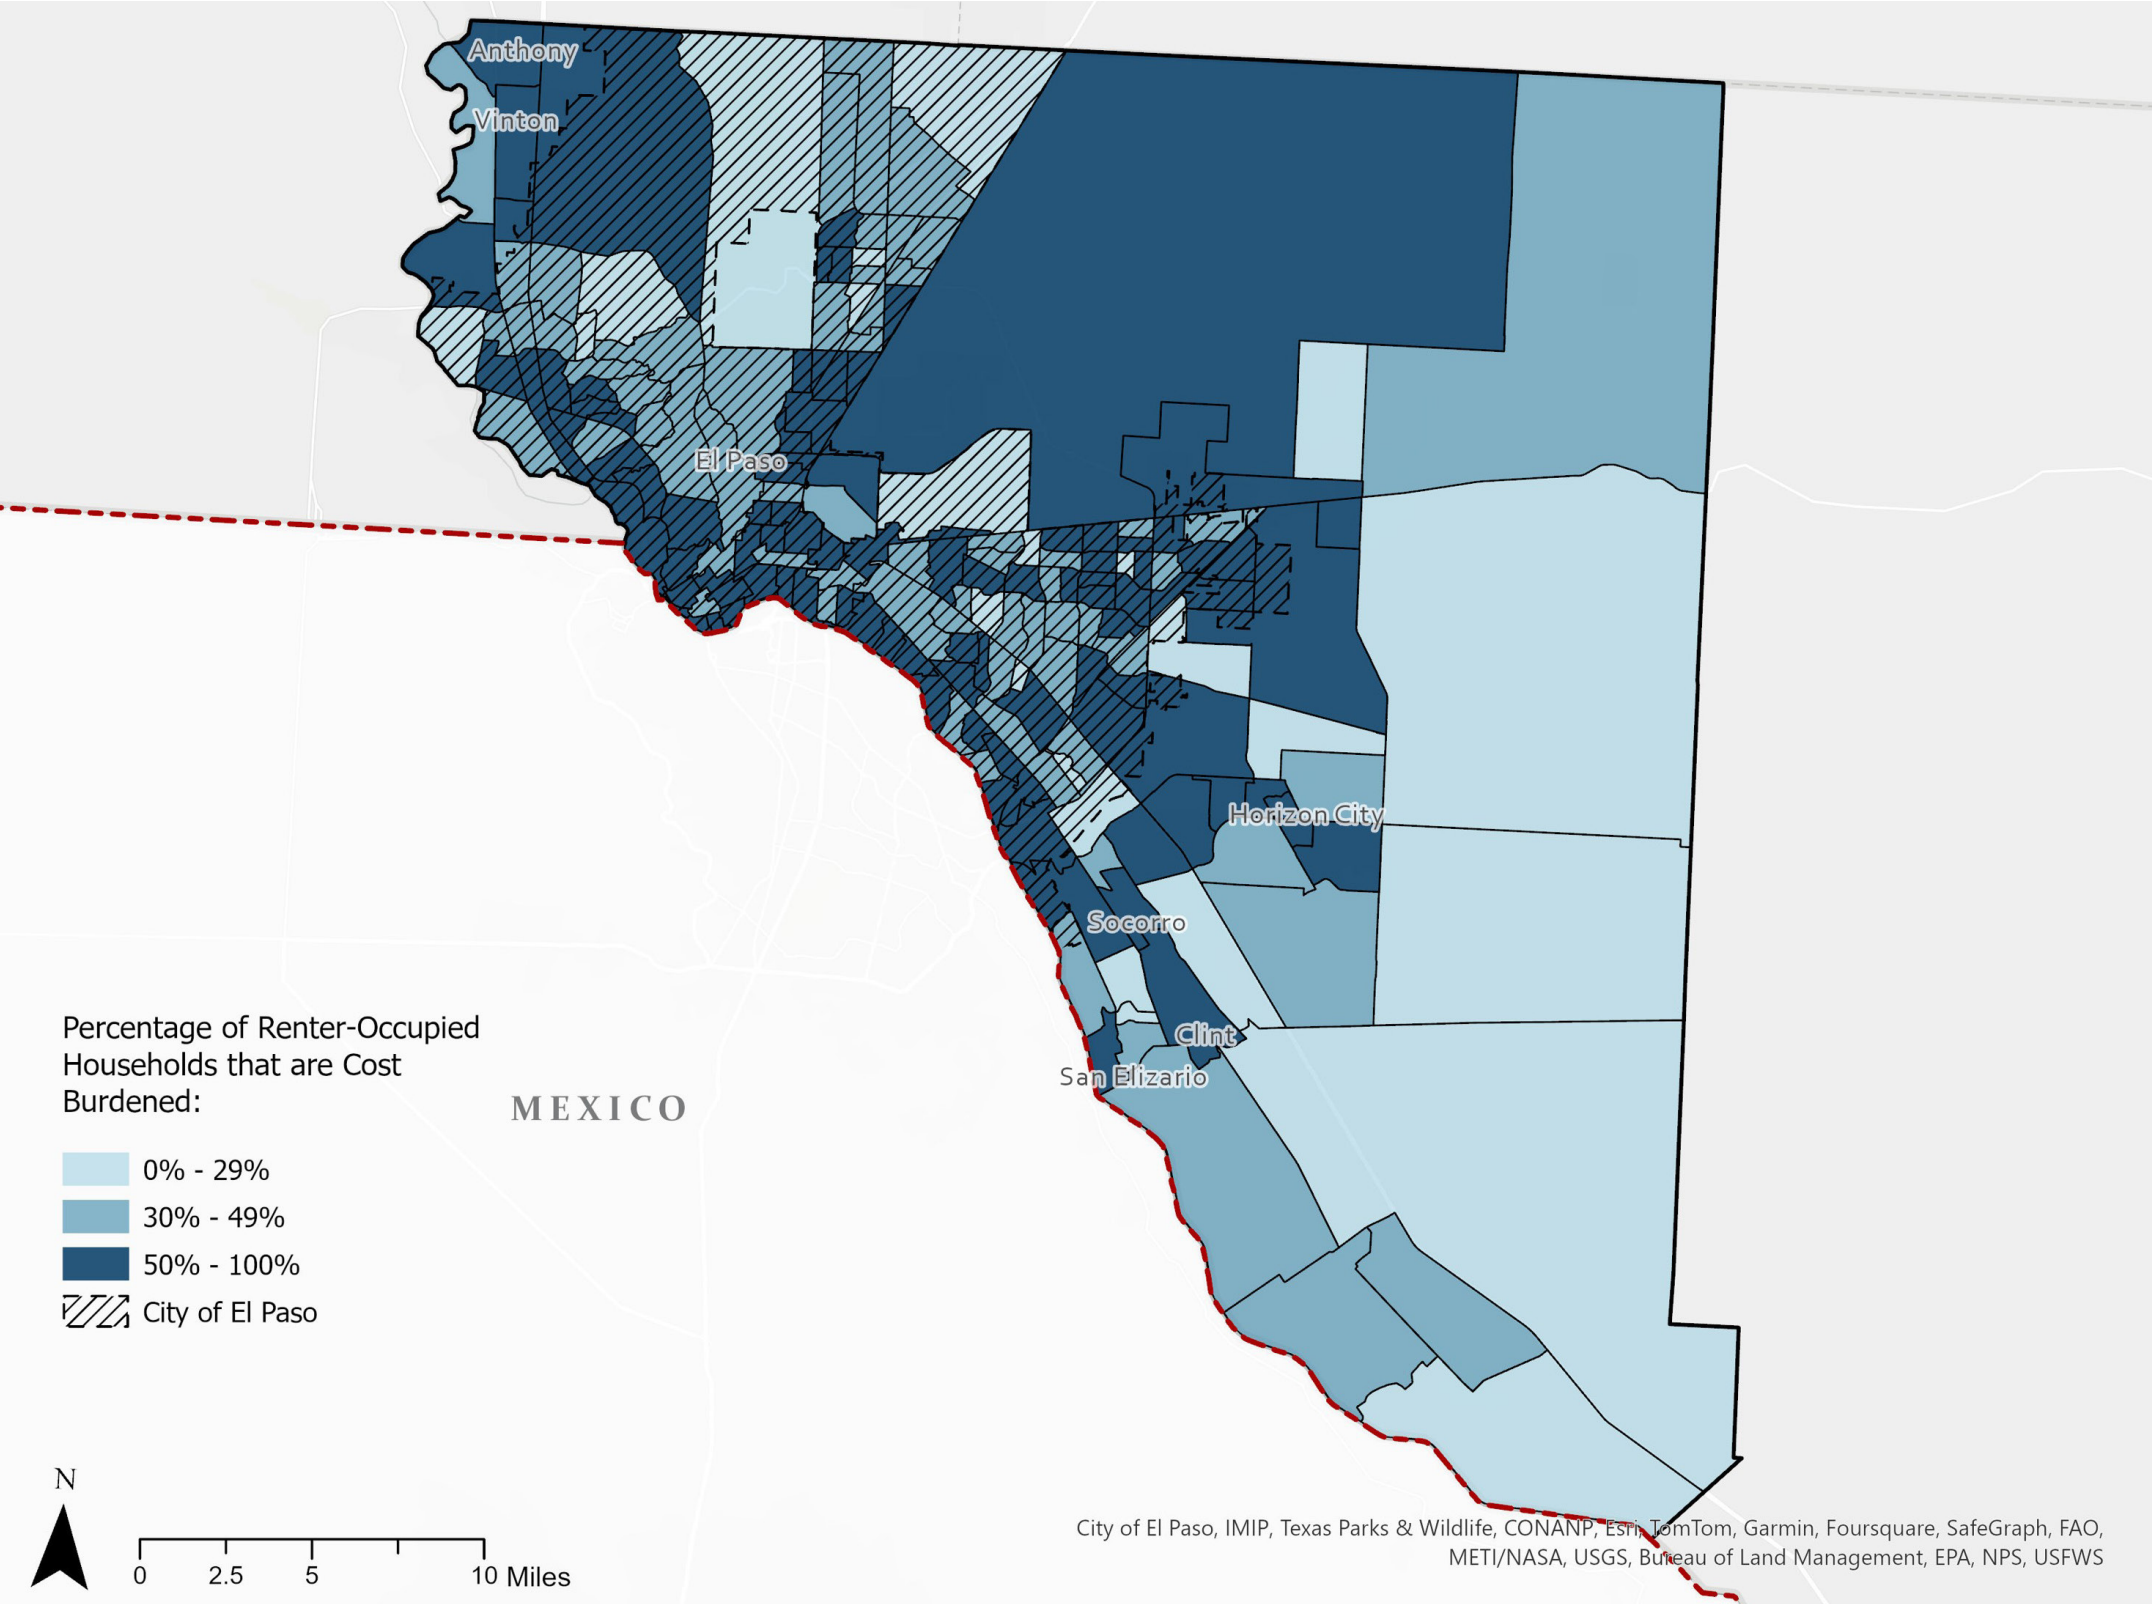 Anthony
Vinton
El Paso
Horizon City
Socorro
Clint
San Elizario
MEXICO
Percentage of Renter-Occupied
Households that are Cost
Burdened:
0% - 29%
30% - 49%
50% - 100%
City of El Paso
N
0 2.5 5 10 Miles
City of El Paso, IMIP, Texas Parks & Wildlife, CONANP, Esri, TomTom, Garmin, Foursquare, SafeGraph, FAO,
METI/NASA, USGS, Bureau of Land Management, EPA, NPS, USFWS